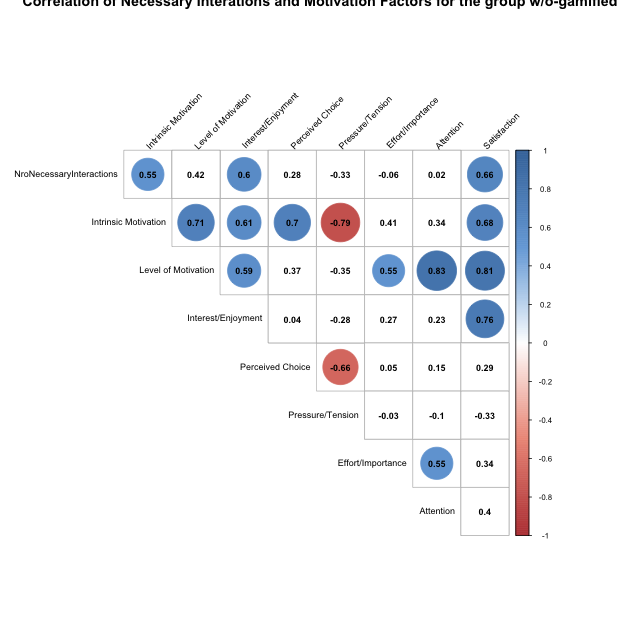 Correlation of Necessary Interations and Motivation Factors for the group w/o-gamified
Intrinsic Motivation
Level of Motivation
Interest/Enjoyment
Perceived Choice
Pressure/Tension
Effort/Importance
Attention
Satisfaction
NroNecessaryInteractions 0.55 0.42 0.6 0.28 -0.33 -0.06 0.02 0.66
Intrinsic Motivation 0.71 0.61 0.7 -0.79 0.41 0.34 0.68
Level of Motivation 0.59 0.37 -0.35 0.55 0.83 0.81
Interest/Enjoyment 0.04 -0.28 0.27 0.23 0.76
Perceived Choice -0.66 0.05 0.15 0.29
Pressure/Tension -0.03 -0.1 -0.33
Effort/Importance 0.55 0.34
Attention 0.4
1
0.8
0.6
0.4
0.2
0
-0.2
-0.4
-0.6
-0.8
-1